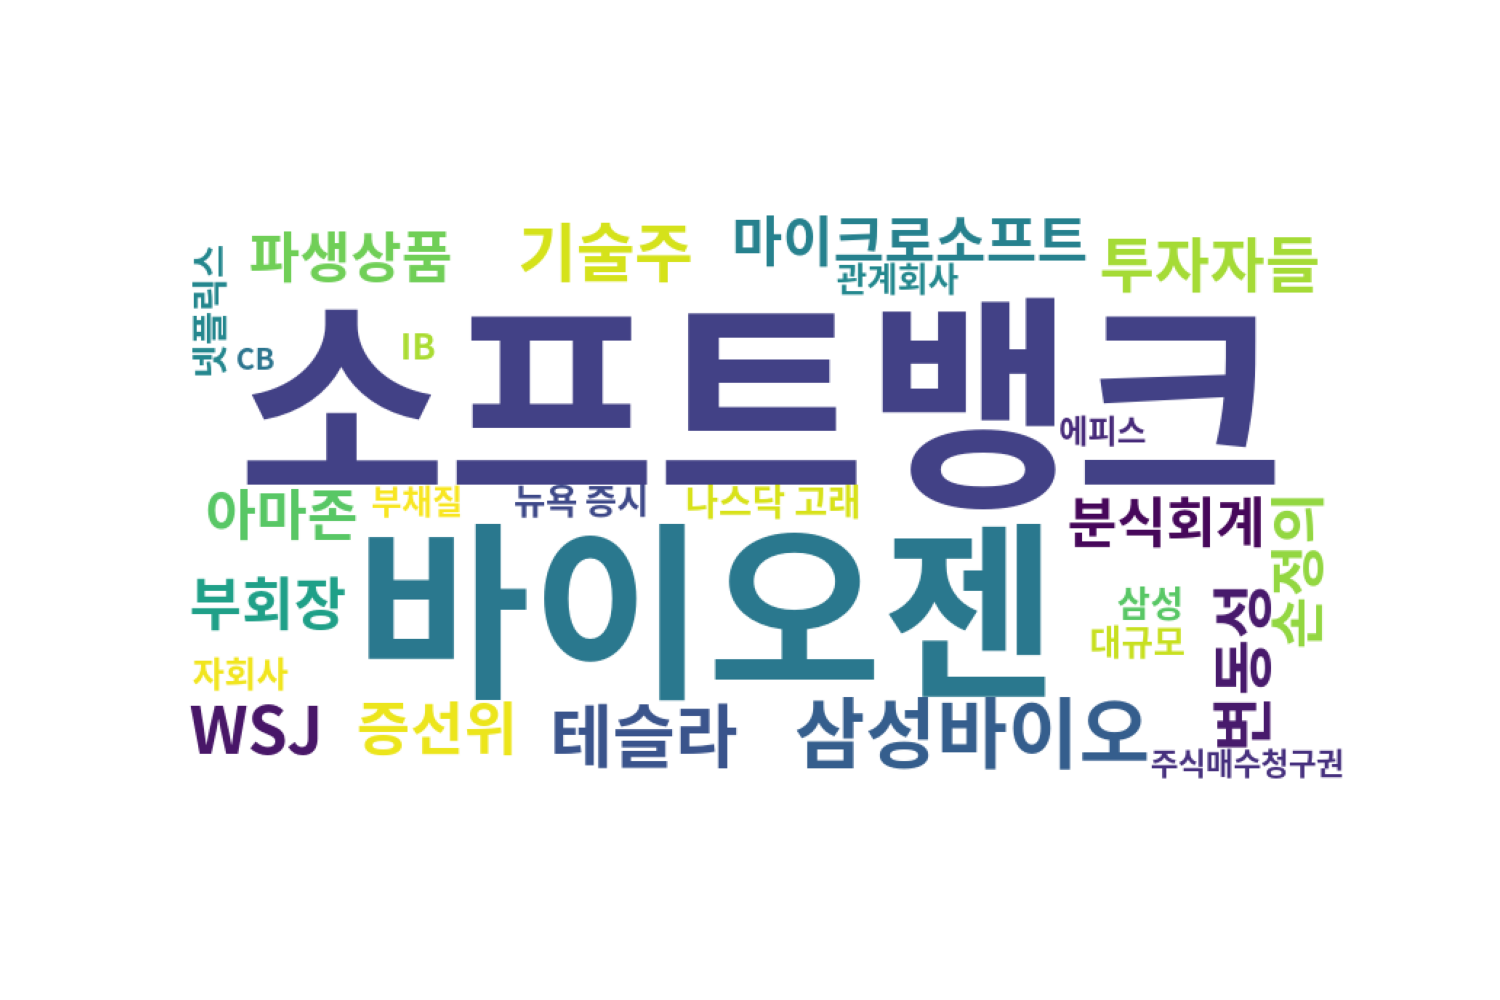 마이크로소프트
기술주
파생상품
투자자들
넷플릭스
관계회사
CB
IB
소프트뱅크
에피스
아마존
부채질
뉴욕 증시
나스닥 고래
분식회계
손정의
바이오젠
부회장
삼성
대규모
변동성
자회사
WSJ
증선위
테슬라
삼성바이오
주식매수청구권